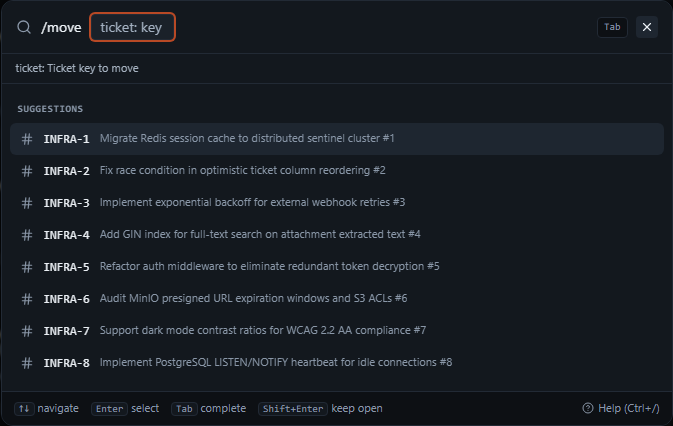 /move ticket: key Tab
ticket: Ticket key to move
SUGGESTIONS
# INFRA-1 Migrate Redis session cache to distributed sentinel cluster #1
# INFRA-2 Fix race condition in optimistic ticket column reordering #2
# INFRA-3 Implement exponential backoff for external webhook retries #3
# INFRA-4 Add GIN index for full-text search on attachment extracted text #4
# INFRA-5 Refactor auth middleware to eliminate redundant token decryption #5
# INFRA-6 Audit MinIO presigned URL expiration windows and S3 ACLs #6
# INFRA-7 Support dark mode contrast ratios for WCAG 2.2 AA compliance #7
# INFRA-8 Implement PostgreSQL LISTEN/NOTIFY heartbeat for idle connections #8
↑↓ navigate Enter select Tab complete Shift+Enter keep open Help (Ctrl+/)